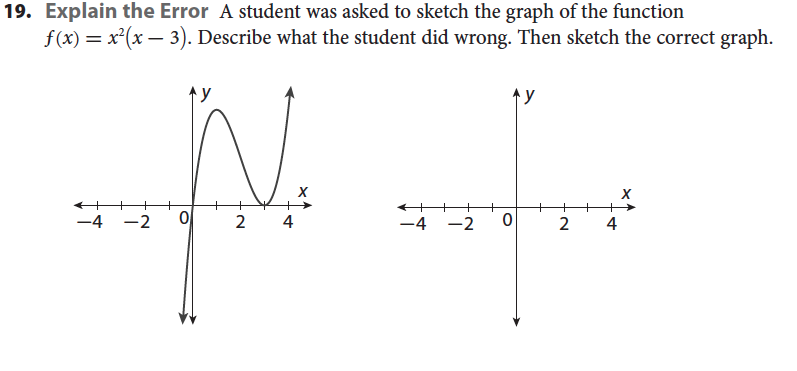 19. Explain the Error A student was asked to sketch the graph of the function
f(x) = x²(x – 3). Describe what the student did wrong. Then sketch the correct graph.
y
x
−4 −2 0 2 4
y
x
−4 −2 0 2 4